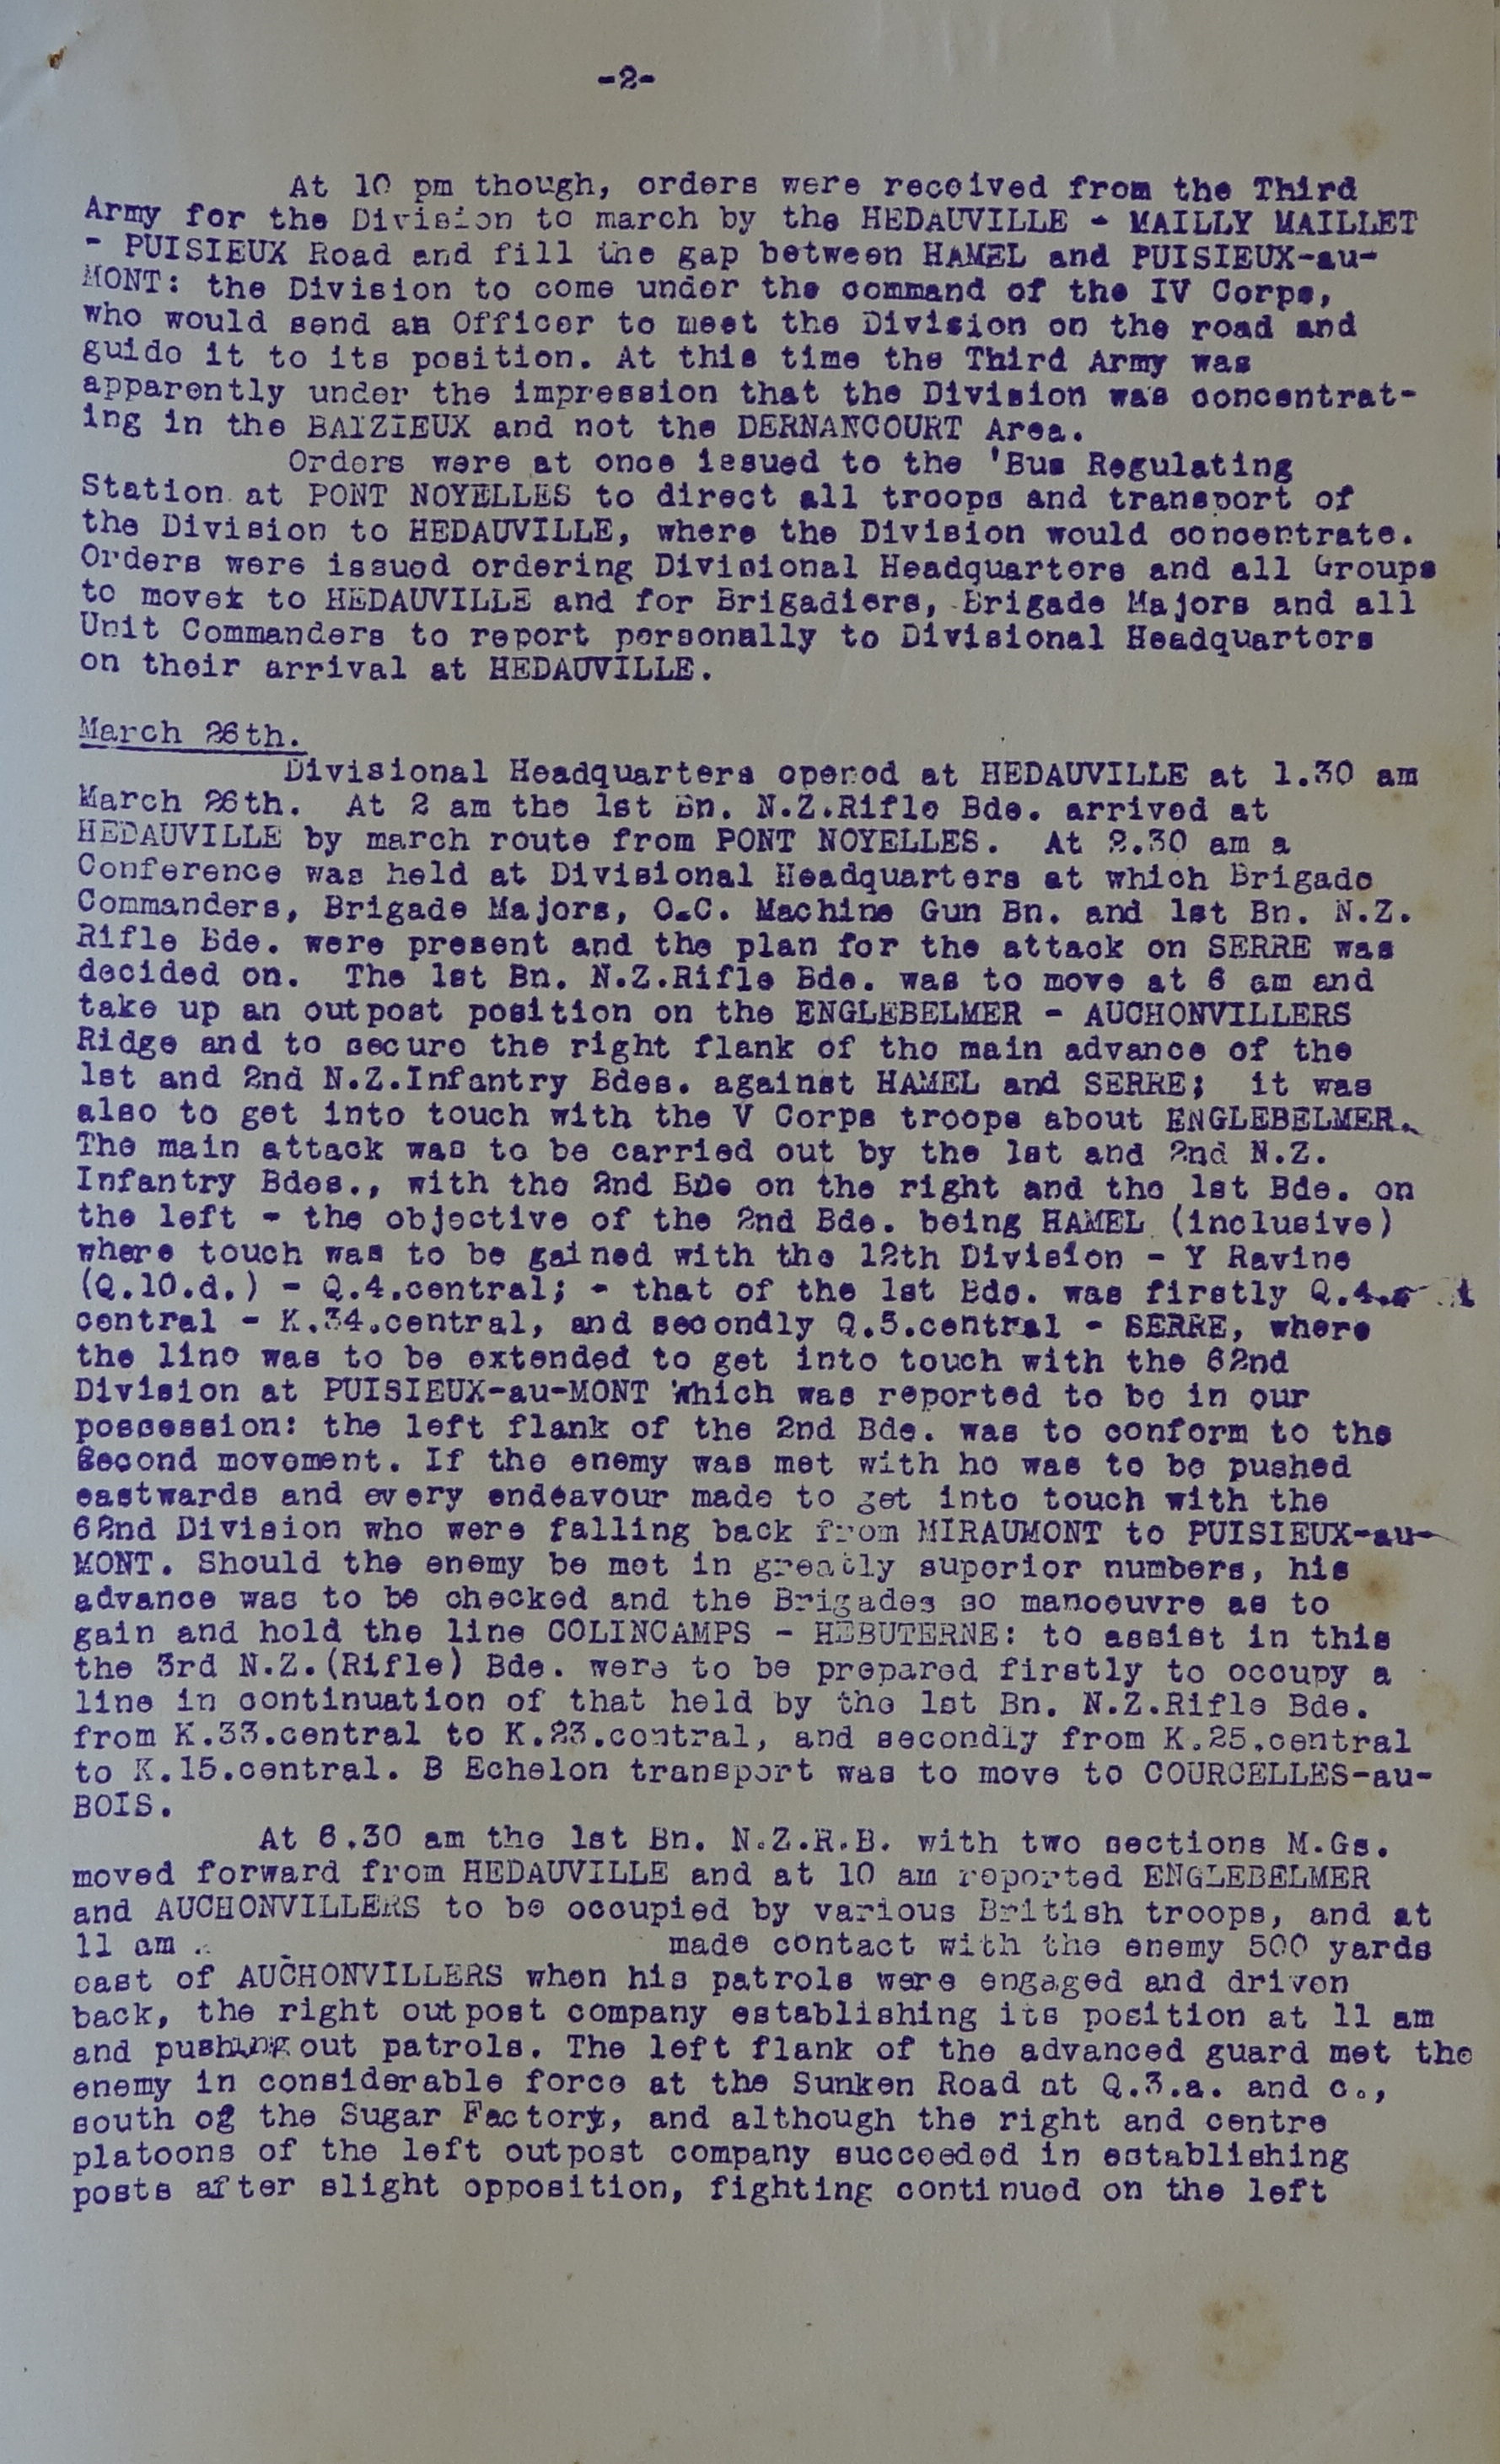 -2-
At 10 pm though, orders were received from the Third
Army for the Division to march by the HEDAUVILLE - MAILLY MAILLET
- PUISIEUX Road and fill the gap between HAMEL and PUISIEUX-au-
MONT: the Division to come under the command of the IV Corps,
who would send an Officer to meet the Division on the road and
guide it to its position. At this time the Third Army was
apparently under the impression that the Division was concentrat-
ing in the BAIZIEUX and not the DERNANCOURT Area.
Orders were at once issued to the 'Bus Regulating
Station at PONT NOYELLES to direct all troops and transport of
the Division to HEDAUVILLE, where the Division would concentrate.
Orders were issued ordering Divisional Headquarters and all Groups
to move to HEDAUVILLE and for Brigadiers, Brigade Majors and all
Unit Commanders to report personally to Divisional Headquarters
on their arrival at HEDAUVILLE.
March 26th.
Divisional Headquarters opened at HEDAUVILLE at 1.30 am
March 26th. At 2 am the 1st Bn. N.Z.Rifle Bde. arrived at
HEDAUVILLE by march route from PONT NOYELLES. At 2.30 am a
Conference was held at Divisional Headquarters at which Brigade
Commanders, Brigade Majors, O.C. Machine Gun Bn. and 1st Bn. N.Z.
Rifle Bde. were present and the plan for the attack on SERRE was
decided on. The 1st Bn. N.Z.Rifle Bde. was to move at 6 am and
take up an outpost position on the ENGLEBELMER - AUCHONVILLERS
Ridge and to secure the right flank of the main advance of the
1st and 2nd N.Z.Infantry Bdes. against HAMEL and SERRE; it was
also to get into touch with the V Corps troops about ENGLEBELMER.
The main attack was to be carried out by the 1st and 2nd N.Z.
Infantry Bdes., with the 2nd BDe on the right and the 1st Bde. on
the left - the objective of the 2nd Bde. being HAMEL (inclusive)
where touch was to be gained with the 12th Division - Y Ravine
(Q.10.d.) - Q.4.central; - that of the 1st Bde. was firstly Q.4.
central - K.34.central, and secondly Q.5.central - SERRE, where
the line was to be extended to get into touch with the 62nd
Division at PUISIEUX-au-MONT which was reported to be in our
possession: the left flank of the 2nd Bde. was to conform to the
second movement. If the enemy was met with he was to be pushed
eastwards and every endeavour made to get into touch with the
62nd Division who were falling back from MIRAUMONT to PUISIEUX-au-
MONT. Should the enemy be met in greatly superior numbers, his
advance was to be checked and the Brigades so manoeuvre as to
gain and hold the line COLINCAMPS - HEBUTERNE: to assist in this
the 3rd N.Z.(Rifle) Bde. were to be prepared firstly to occupy a
line in continuation of that held by the 1st Bn. N.Z.Rifle Bde.
from K.33.central to K.23.central, and secondly from K.25.central
to K.15.central. B Echelon transport was to move to COURCELLES-au-
BOIS.
At 6.30 am the 1st Bn. N.Z.R.B. with two sections M.Gs.
moved forward from HEDAUVILLE and at 10 am reported ENGLEBELMER
and AUCHONVILLERS to be occupied by various British troops, and at
11 am made contact with the enemy 500 yards
east of AUCHONVILLERS when his patrols were engaged and driven
back, the right outpost company establishing its position at 11 am
and pushing out patrols. The left flank of the advanced guard met the
enemy in considerable force at the Sunken Road at Q.3.a. and c.,
south of the Sugar Factory, and although the right and centre
platoons of the left outpost company succeeded in establishing
posts after slight opposition, fighting continued on the left